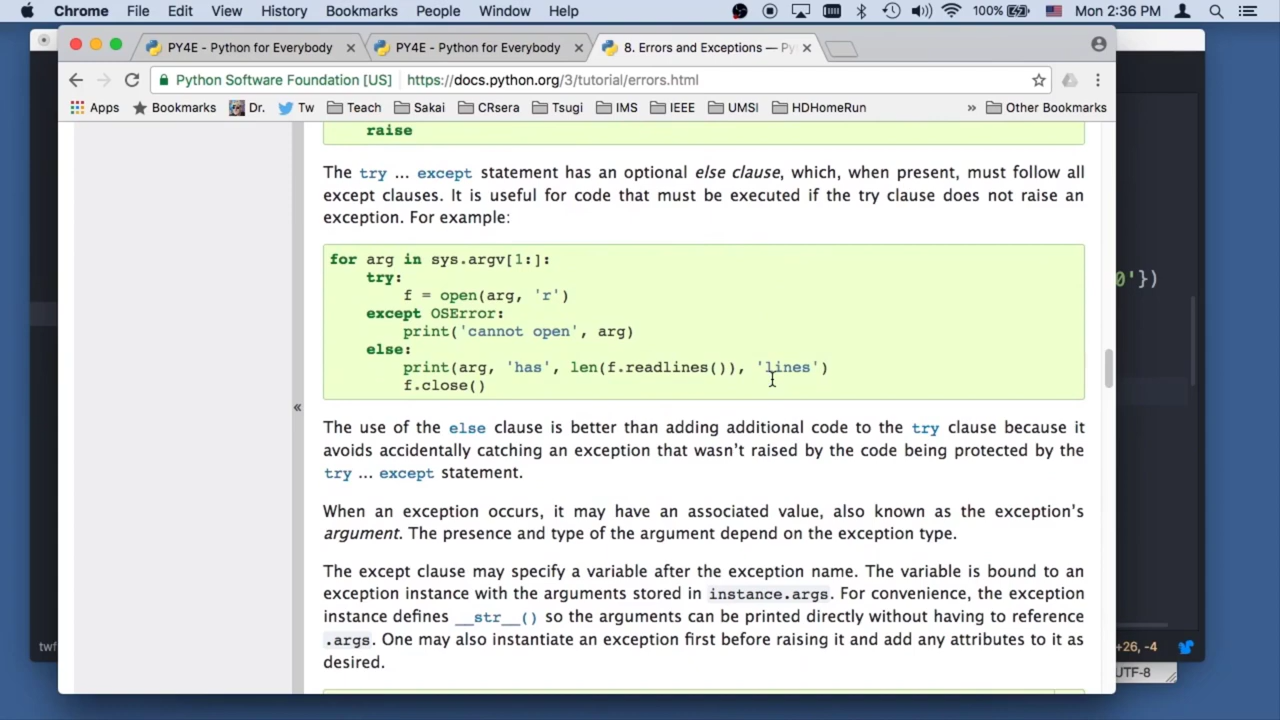 Chrome File Edit View History Bookmarks People Window Help 100% Mon 2:36 PM
PY4E - Python for Everybody × PY4E - Python for Everybody × 8. Errors and Exceptions — Py ×
Python Software Foundation [US] https://docs.python.org/3/tutorial/errors.html
Apps Bookmarks Dr. Tw Teach Sakai CRsera Tsugi IMS IEEE UMSI HDHomeRun » Other Bookmarks
raise
The try ... except statement has an optional else clause, which, when present, must follow all
except clauses. It is useful for code that must be executed if the try clause does not raise an
exception. For example:
for arg in sys.argv[1:]:
try:
f = open(arg, 'r')
except OSError:
print('cannot open', arg)
else:
print(arg, 'has', len(f.readlines()), 'lines')
f.close()
«
The use of the else clause is better than adding additional code to the try clause because it
avoids accidentally catching an exception that wasn’t raised by the code being protected by the
try ... except statement.
When an exception occurs, it may have an associated value, also known as the exception’s
argument. The presence and type of the argument depend on the exception type.
The except clause may specify a variable after the exception name. The variable is bound to an
exception instance with the arguments stored in instance.args. For convenience, the exception
instance defines __str__() so the arguments can be printed directly without having to reference
.args. One may also instantiate an exception first before raising it and add any attributes to it as
desired.
0'})
twf
+26, -4
UTF-8